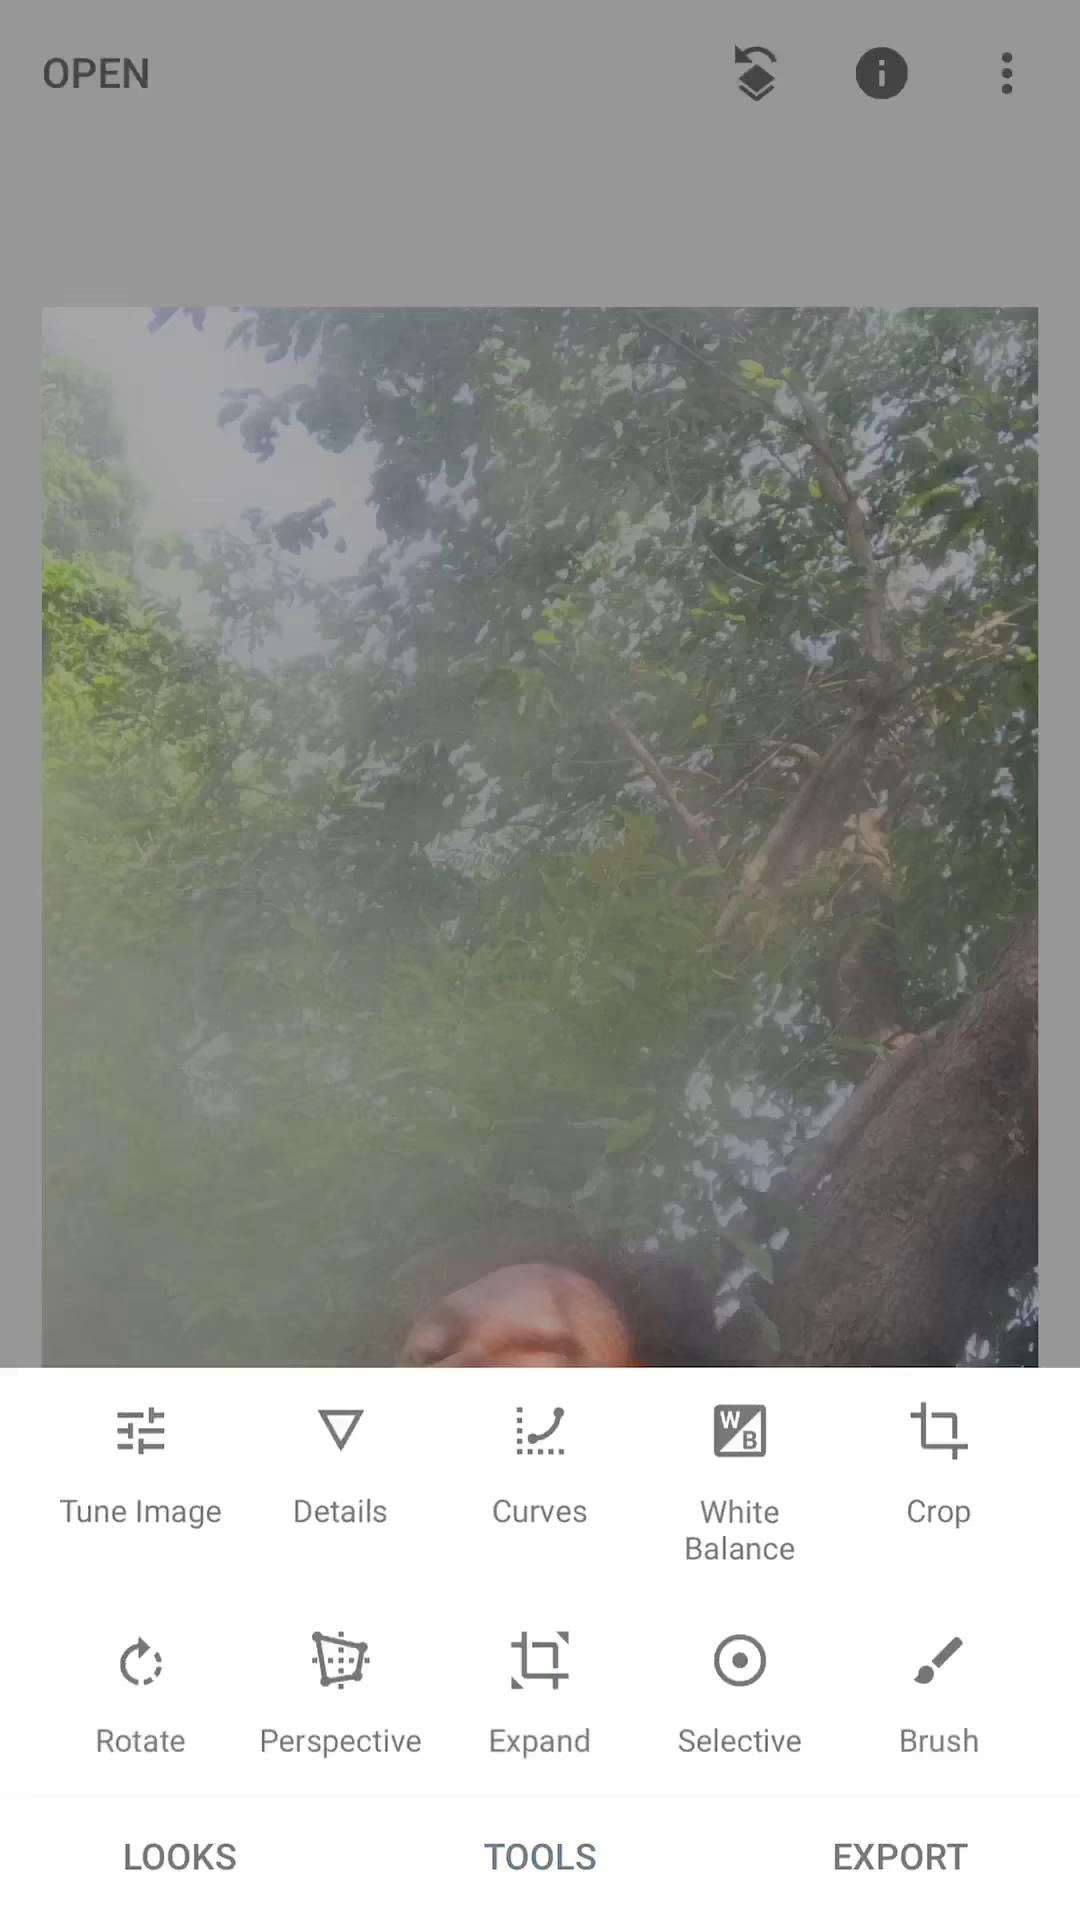 OPEN
Tune Image
Details
Curves
White
Balance
Crop
Rotate
Perspective
Expand
Selective
Brush
LOOKS
TOOLS
EXPORT